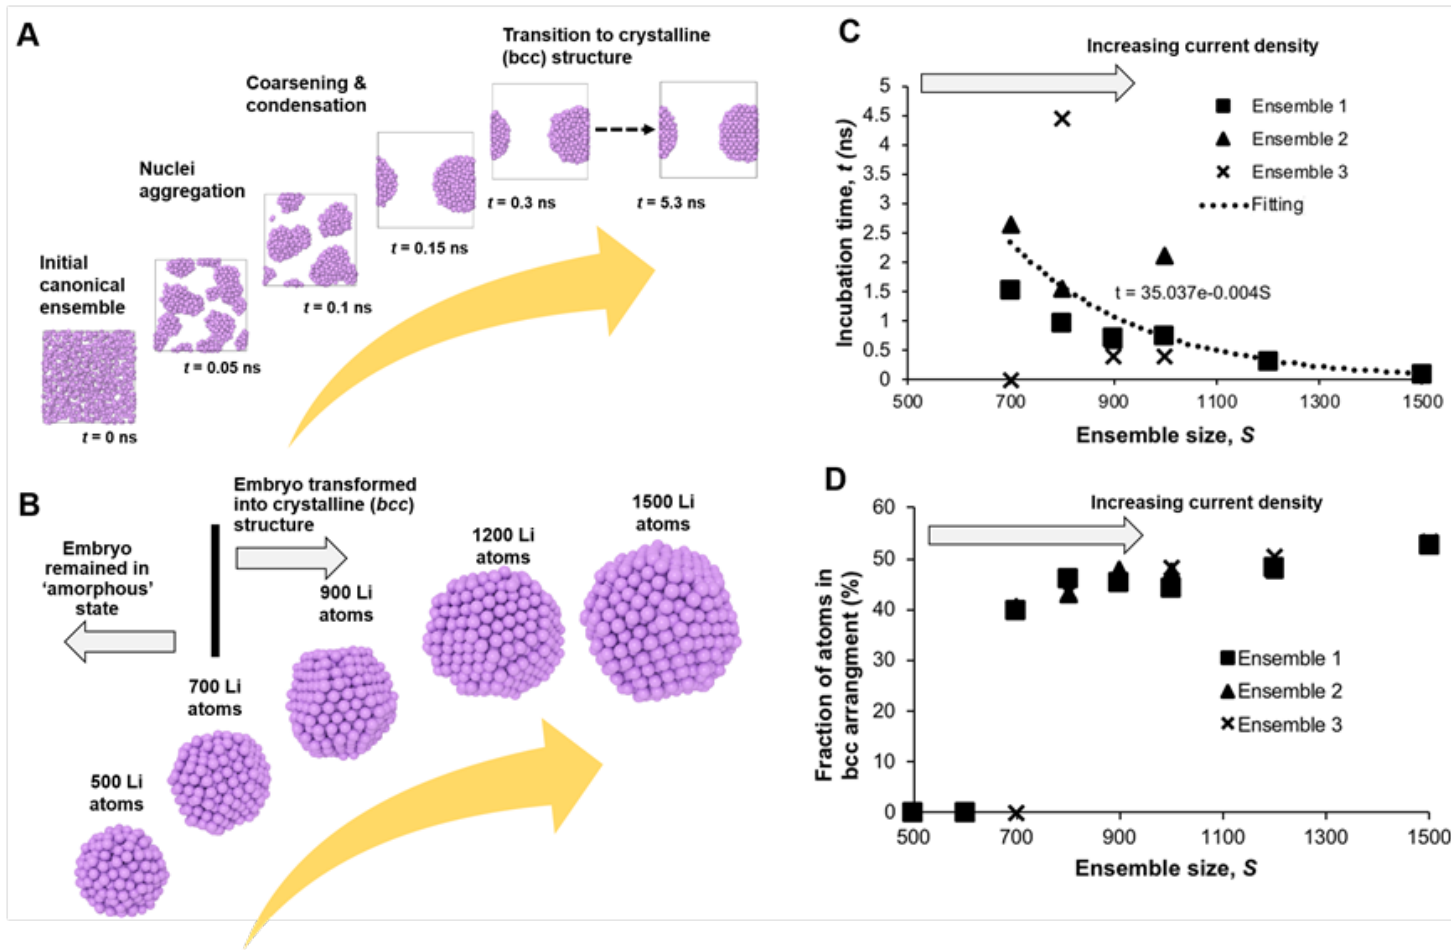 A
Initial
canonical
ensemble
t = 0 ns
t = 0.05 ns
Nuclei
aggregation
t = 0.1 ns
Coarsening &
condensation
t = 0.15 ns
Transition to crystalline
(bcc) structure
t = 0.3 ns
t = 5.3 ns
B
Embryo
remained in
‘amorphous’
state
Embryo transformed
into crystalline (bcc)
structure
500 Li
atoms
700 Li
atoms
900 Li
atoms
1200 Li
atoms
1500 Li
atoms
C
Increasing current density
Incubation time, t (ns)
5
4.5
4
3.5
3
2.5
2
1.5
1
0.5
0
Ensemble 1
Ensemble 2
Ensemble 3
Fitting
t = 35.037e-0.004S
500 700 900 1100 1300 1500
Ensemble size, S
D
Increasing current density
Fraction of atoms in
bcc arrangment (%)
60
50
40
30
20
10
0
Ensemble 1
Ensemble 2
Ensemble 3
500 700 900 1100 1300 1500
Ensemble size, S